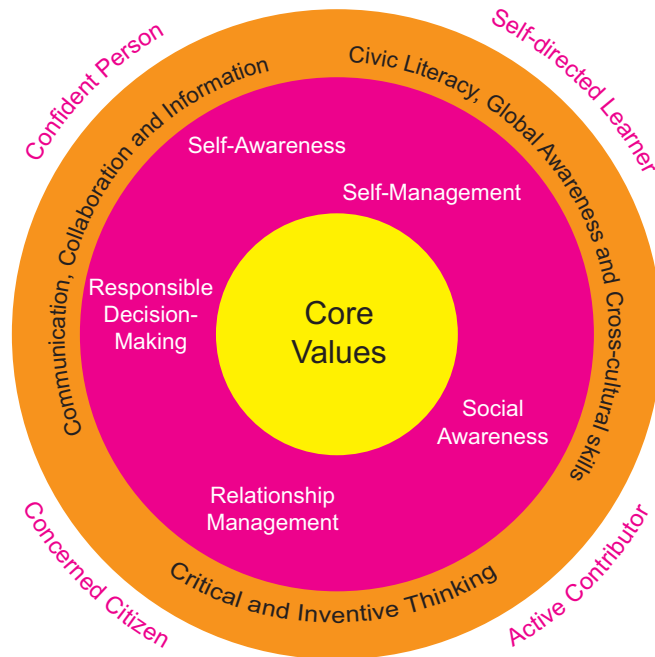 Confident Person
Self-directed Learner
Communication, Collaboration and Information
Civic Literacy, Global Awareness and Cross-cultural skills
Self-Awareness
Self-Management
Responsible
Decision-
Making
Core
Values
Social
Awareness
Relationship
Management
Critical and Inventive Thinking
Concerned Citizen
Active Contributor